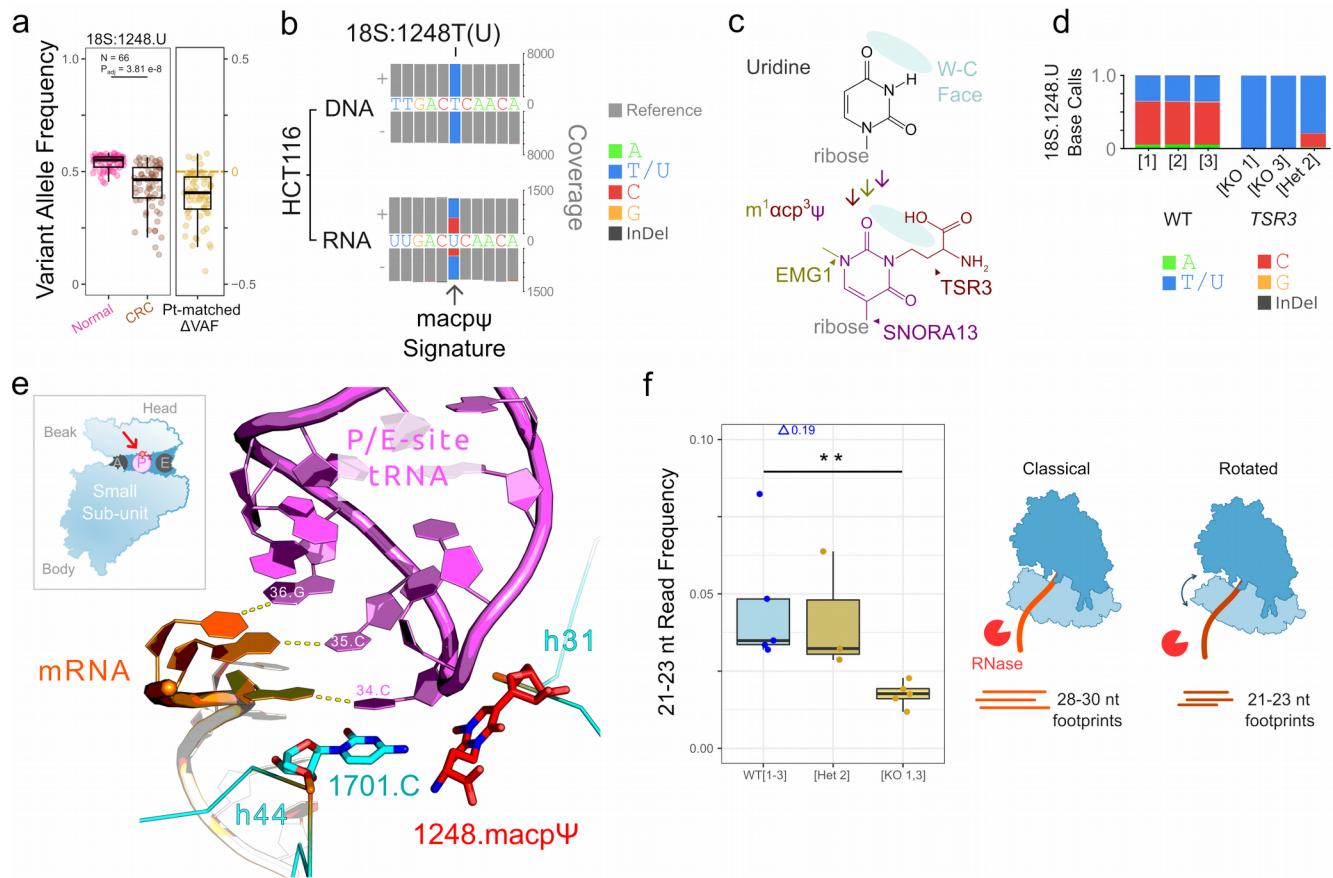 a
18S:1248.U
N = 66
Padj = 3.81 e-8
Variant Allele Frequency
1.0
0.5
0.0
0.5
0
-0.5
Normal
CRC
Pt-matched
ΔVAF
b
18S:1248T(U)
HCT116
DNA
RNA
+
-
+
-
TTGACTCAACA
UUGACUCAACA
8000
0
8000
1500
0
1500
Coverage
macpψ
Signature
Reference
A
T/U
C
G
InDel
c
Uridine
O
N
H
N
O
W-C
Face
ribose
m¹αcp³ψ
HO
O
O
N
N
NH₂
O
EMG1
TSR3
ribose
SNORA13
d
18S.1248.U
Base Calls
1.0
0
[1]
[2]
[3]
[KO 1]
[KO 3]
[Het 2]
WT
TSR3
A
T/U
C
G
InDel
e
Head
Beak
A
P
E
Small
Sub-unit
Body
P/E-site
tRNA
36.G
35.C
34.C
mRNA
h31
1701.C
h44
1248.macpΨ
f
21-23 nt Read Frequency
0.10
0.05
0.00
△0.19
**
WT[1-3]
[Het 2]
[KO 1,3]
Classical
Rotated
RNase
28-30 nt
footprints
21-23 nt
footprints